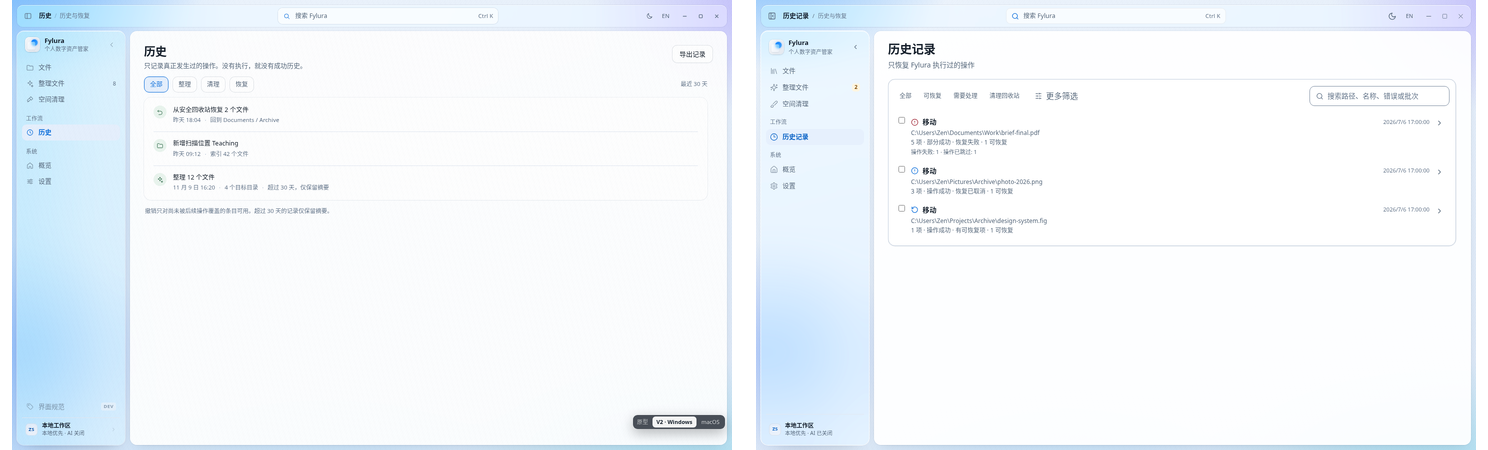 历史 / 历史与恢复
搜索 Fylura
Ctrl K
EN
Fylura
个人数字资产管家
文件
整理文件
8
空间清理
工作流
历史
系统
概览
设置
界面规范
DEV
ZS
本地工作区
本地优先 · AI 关闭
历史
只记录真正发生过的操作。没有执行，就没有成功历史。
导出记录
全部
整理
清理
恢复
最近 30 天
从安全回收站恢复 2 个文件
昨天 18:04 · 回到 Documents / Archive
新增扫描位置 Teaching
昨天 09:12 · 索引 42 个文件
整理 12 个文件
11 月 9 日 16:20 · 4 个目标目录 · 超过 30 天，仅保留摘要
撤销只对尚未被后续操作覆盖的条目可用。超过 30 天的记录仅保留摘要。
原型
V2 · Windows
macOS
历史记录 / 历史与恢复
搜索 Fylura
Ctrl K
EN
Fylura
个人数字资产管家
文件
整理文件
2
空间清理
工作流
历史记录
系统
概览
设置
ZS
本地工作区
本地优先 · AI 已关闭
历史记录
只恢复 Fylura 执行过的操作
全部
可恢复
需要处理
清理回收站
更多筛选
搜索路径、名称、错误或批次
移动
2026/7/6 17:00:00
C:\Users\Zen\Documents\Work\brief-final.pdf
5 项 · 部分成功 · 恢复失败 · 1 可恢复
操作失败: 1 · 操作已跳过: 1
移动
2026/7/6 17:00:00
C:\Users\Zen\Pictures\Archive\photo-2026.png
3 项 · 操作成功 · 恢复已取消 · 1 可恢复
移动
2026/7/6 17:00:00
C:\Users\Zen\Projects\Archive\design-system.fig
1 项 · 操作成功 · 有可恢复项 · 1 可恢复